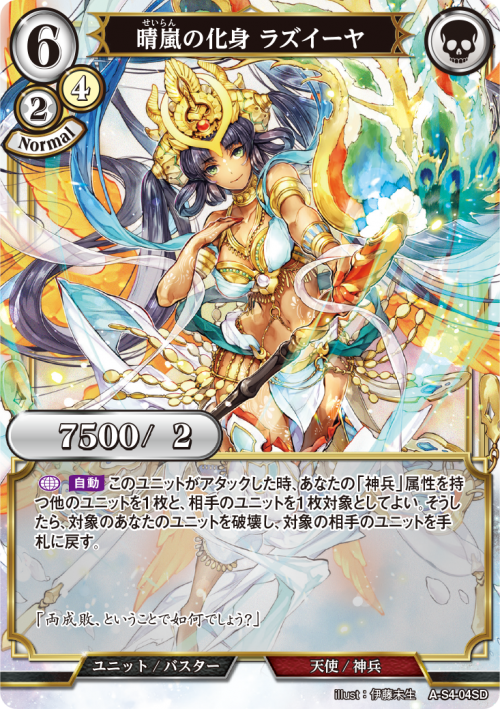 6
せいらん
晴嵐の化身 ラズイーヤ
2
4
Normal
7500/ 2
自動 このユニットがアタックした時、あなたの「神兵」属性を持
つ他のユニットを1枚と、相手のユニットを1枚対象としてよい。そうし
たら、対象のあなたのユニットを破壊し、対象の相手のユニットを手
札に戻す。
「両成敗、ということで如何でしょう?」
ユニット / バスター
天使 / 神兵
illust : 伊藤未生 A-S4-04SD